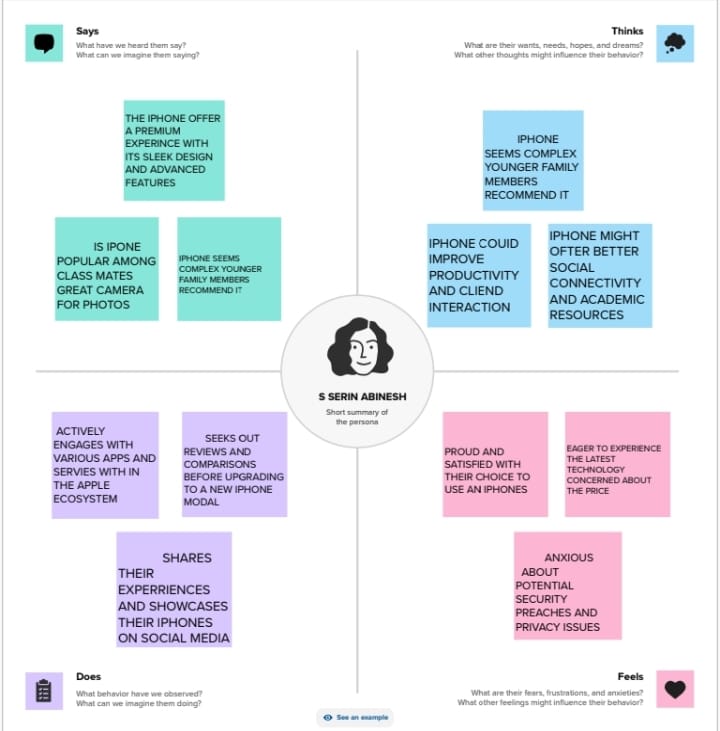 Says
What have we heard them say?
What can we imagine them saying?
Thinks
What are their wants, needs, hopes, and dreams?
What other thoughts might influence their behavior?
THE IPHONE OFFER
A PREMIUM
EXPERINCE WITH
ITS SLEEK DESIGN
AND ADVANCED
FEATURES
IS IPONE
POPULAR AMONG
CLASS MATES
GREAT CAMERA
FOR PHOTOS
IPHONE SEEMS
COMPLEX YOUNGER
FAMILY MEMBERS
RECOMMEND IT
IPHONE
SEEMS COMPLEX
YOUNGER FAMILY
MEMBERS
RECOMMEND IT
IPHONE COUID
IMPROVE
PRODUCTIVITY
AND CLIEND
INTERACTION
IPHONE MIGHT
OFTER BETTER
SOCIAL
CONNECTIVITY
AND ACADEMIC
RESOURCES
S SERIN ABINESH
Short summary of
the persona
ACTIVELY
ENGAGES WITH
VARIOUS APPS AND
SERVIES WITH IN
THE APPLE
ECOSYSTEM
SEEKS OUT
REVIEWS AND
COMPARISONS
BEFORE UPGRADING
TO A NEW IPHONE
MODAL
SHARES
THEIR
EXPERRIENCES
AND SHOWCASES
THEIR IPHONES
ON SOCIAL MEDIA
PROUD AND
SATISFIED WITH
THEIR CHOICE TO
USE AN IPHONES
EAGER TO EXPERIENCE
THE LATEST
TECHNOLOGY
CONCERNED ABOUT
THE PRICE
ANXIOUS
ABOUT
POTENTIAL
SECURITY
PREACHES AND
PRIVACY ISSUES
Does
What behavior have we observed?
What can we imagine them doing?
Feels
What are their fears, frustrations, and anxieties?
What other feelings might influence their behavior?
See an example